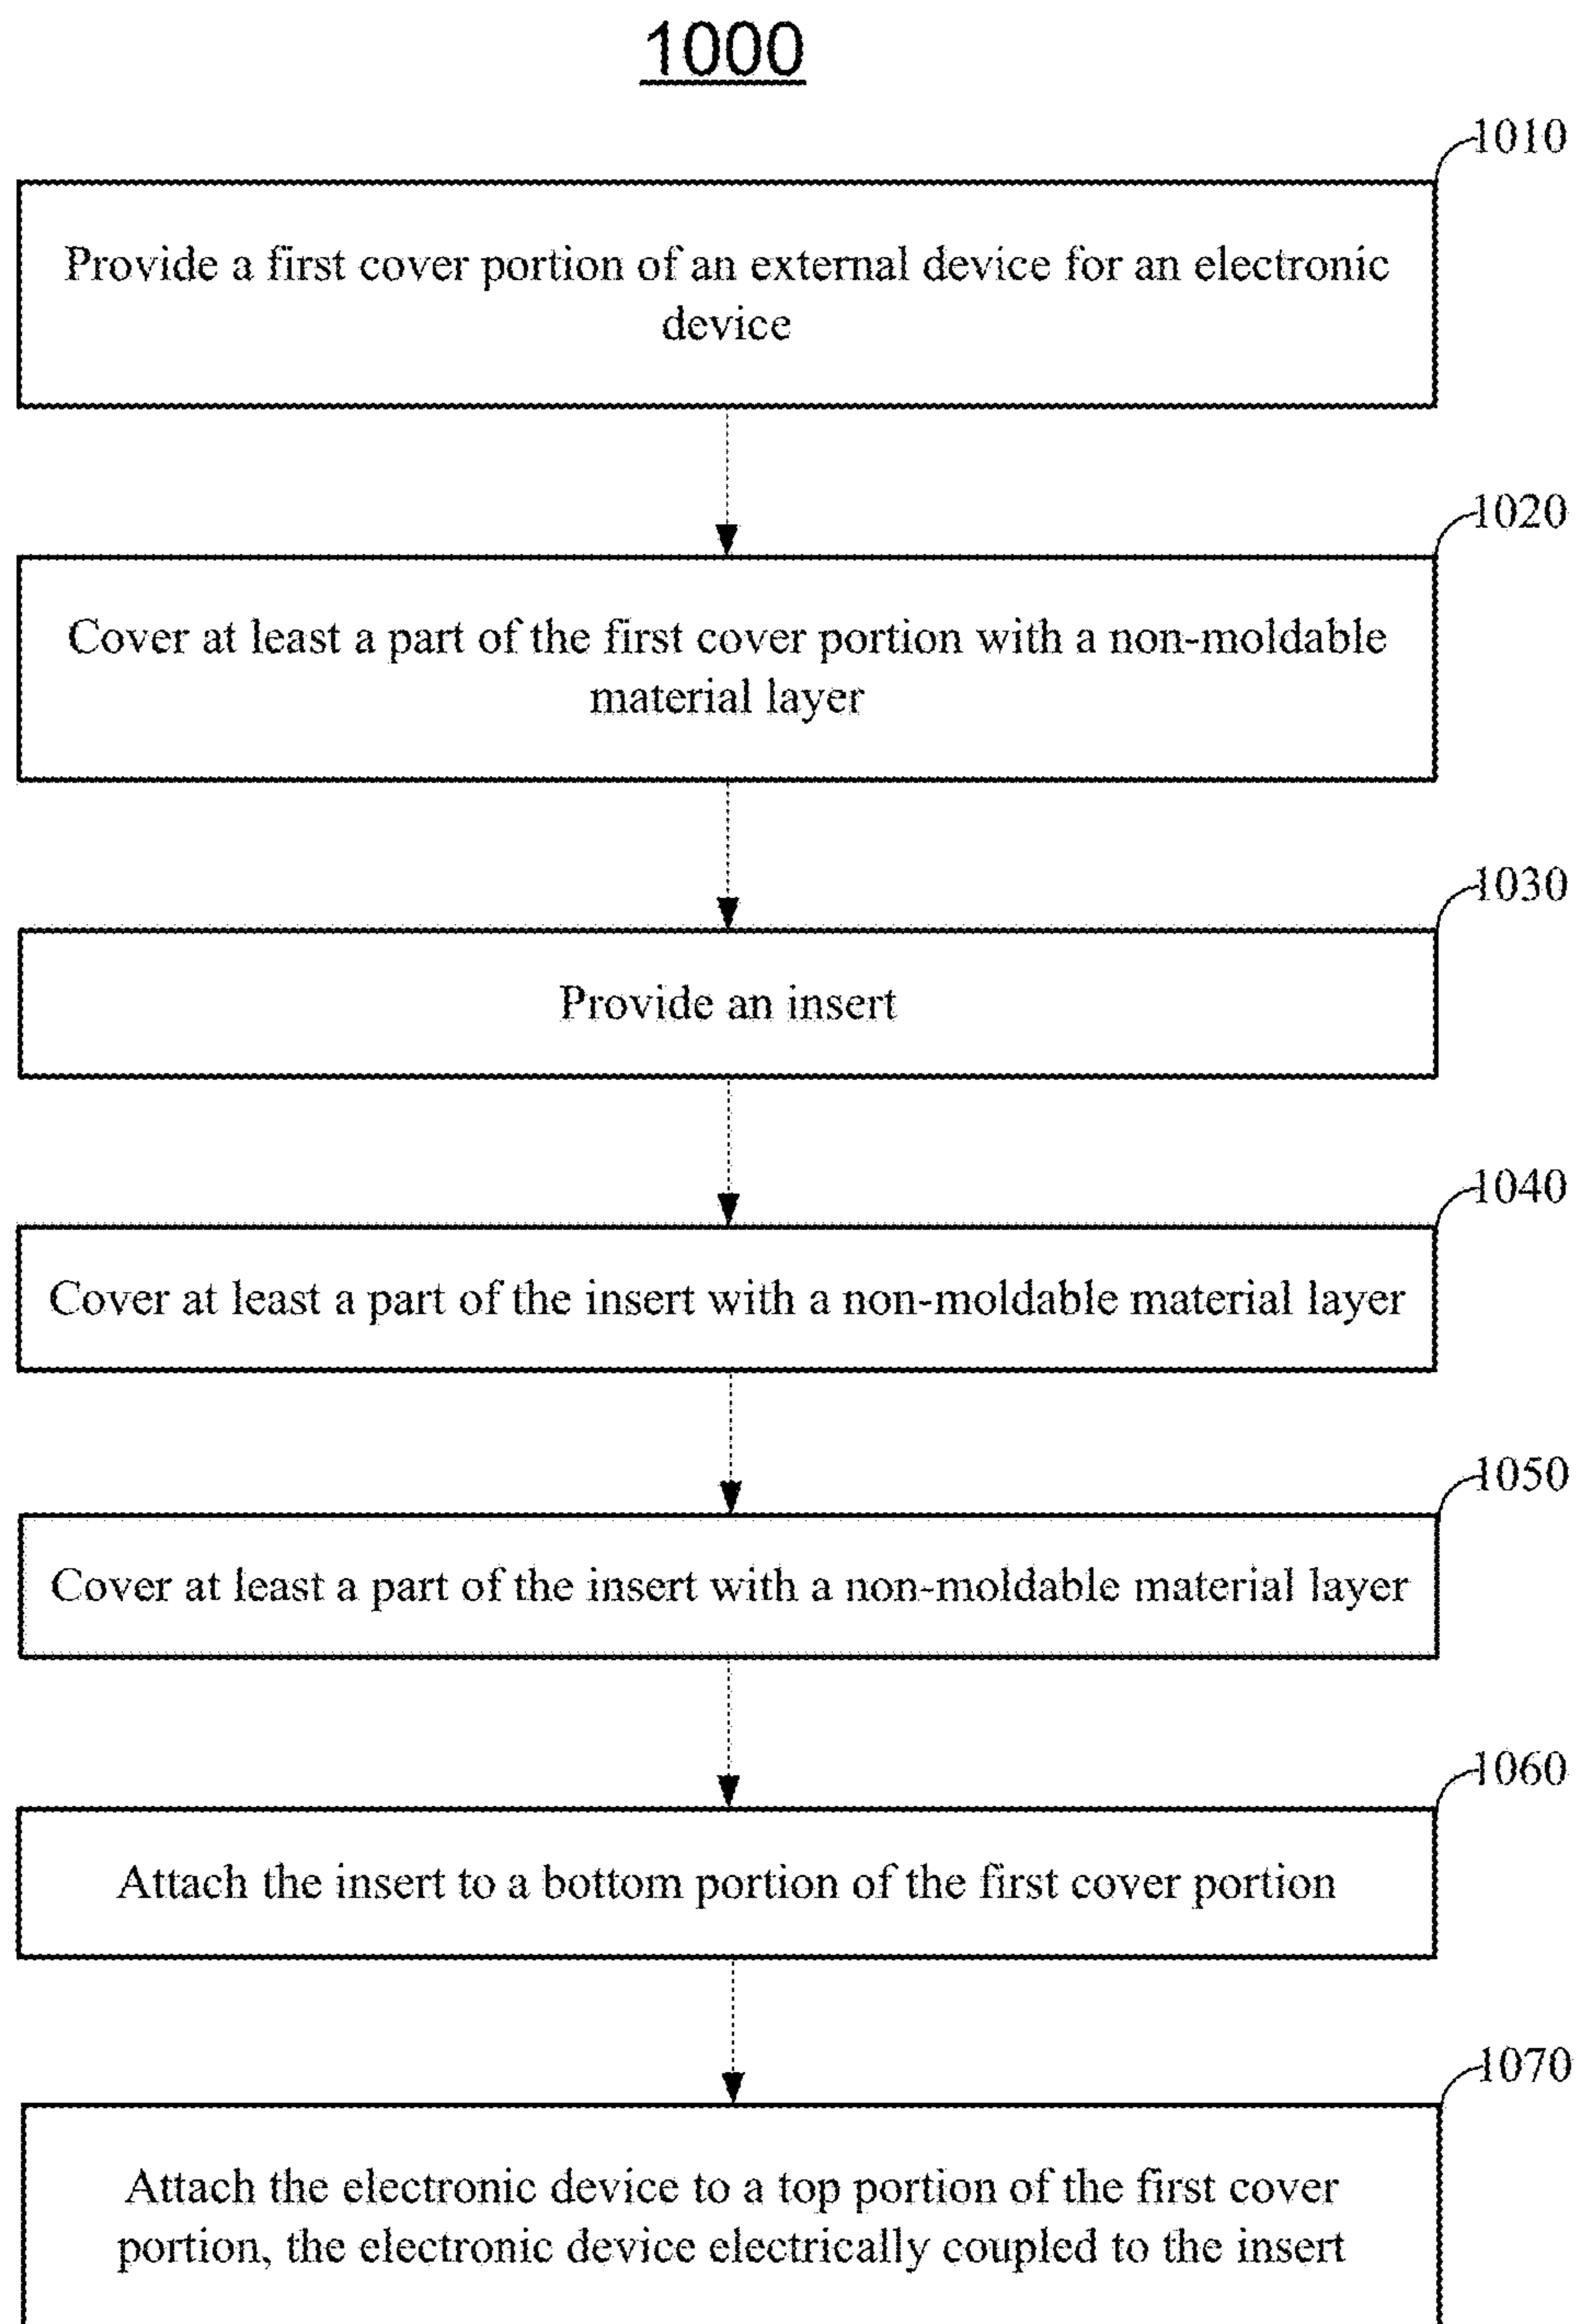 1000
1010
Provide a first cover portion of an external device for an electronic
device
1020
Cover at least a part of the first cover portion with a non-moldable
material layer
1030
Provide an insert
1040
Cover at least a part of the insert with a non-moldable material layer
1050
Cover at least a part of the insert with a non-moldable material layer
1060
Attach the insert to a bottom portion of the first cover portion
1070
Attach the electronic device to a top portion of the first cover
portion, the electronic device electrically coupled to the insert